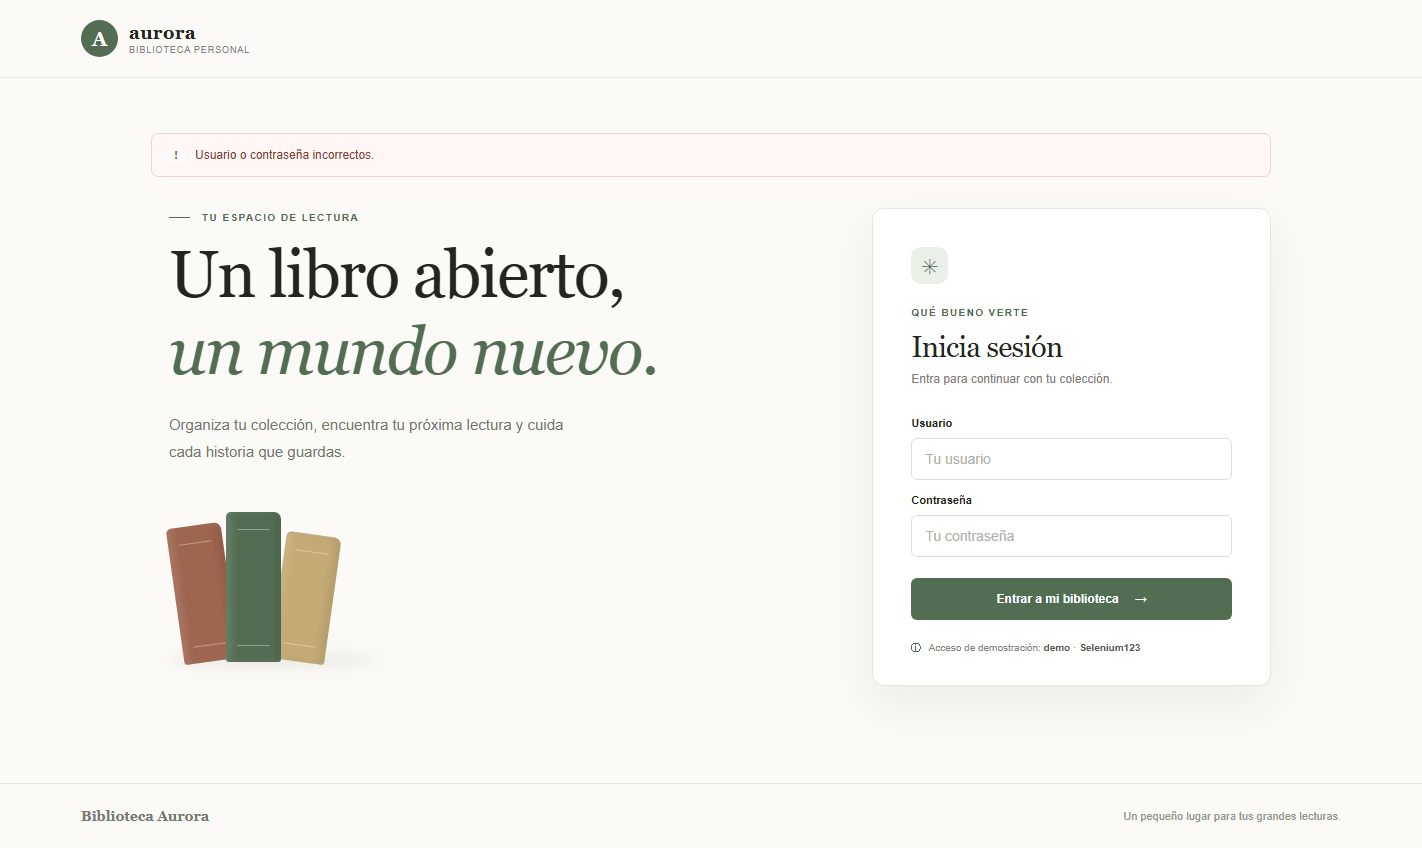 A
aurora
BIBLIOTECA PERSONAL
! Usuario o contraseña incorrectos.
TU ESPACIO DE LECTURA
Un libro abierto,
un mundo nuevo.
Organiza tu colección, encuentra tu próxima lectura y cuida
cada historia que guardas.
QUÉ BUENO VERTE
Inicia sesión
Entra para continuar con tu colección.
Usuario
Tu usuario
Contraseña
Tu contraseña
Entrar a mi biblioteca →
Acceso de demostración: demo · Selenium123
Biblioteca Aurora
Un pequeño lugar para tus grandes lecturas.